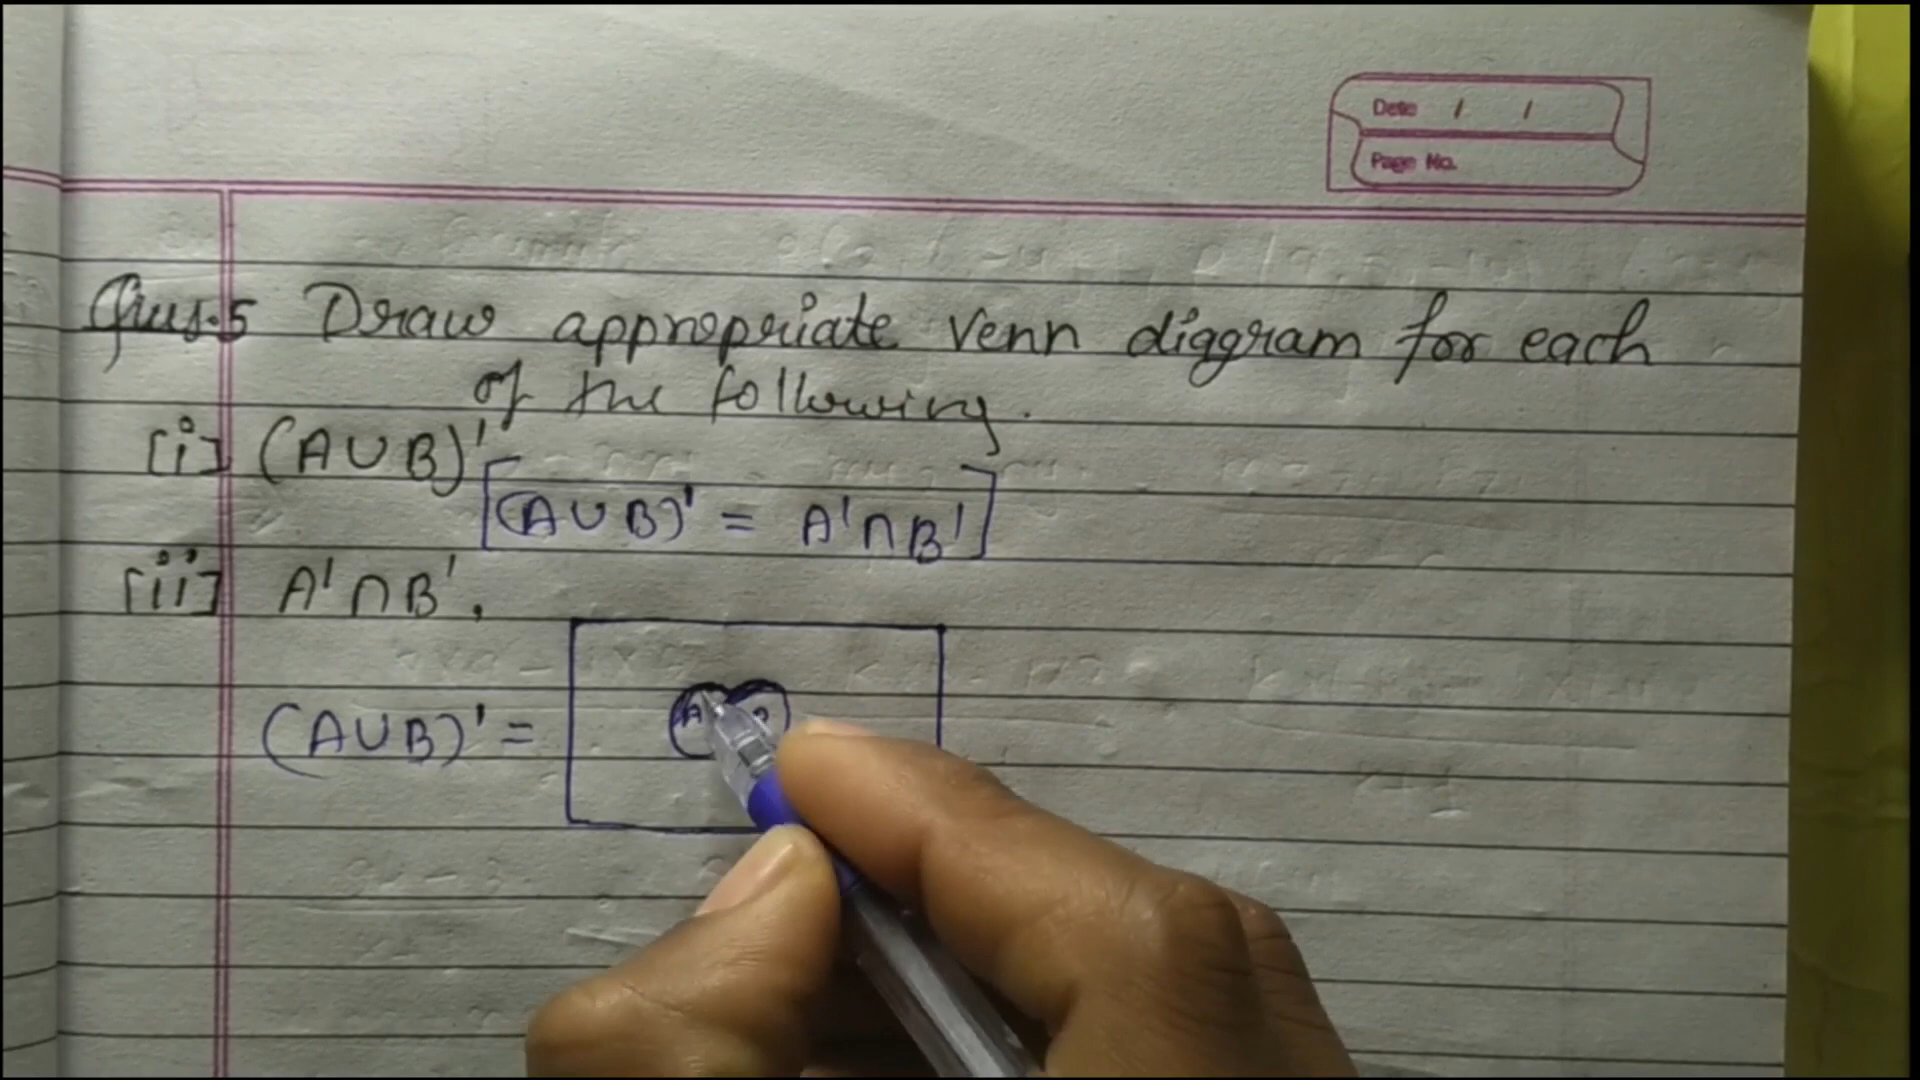 Date / /
Page No.
Ques.5 Draw appropriate Venn diggram for each
of the following.
[i] (A∪B)'
[(A∪B)' = A'∩B']
[ii] A'∩B'.
(A∪B)' =
A